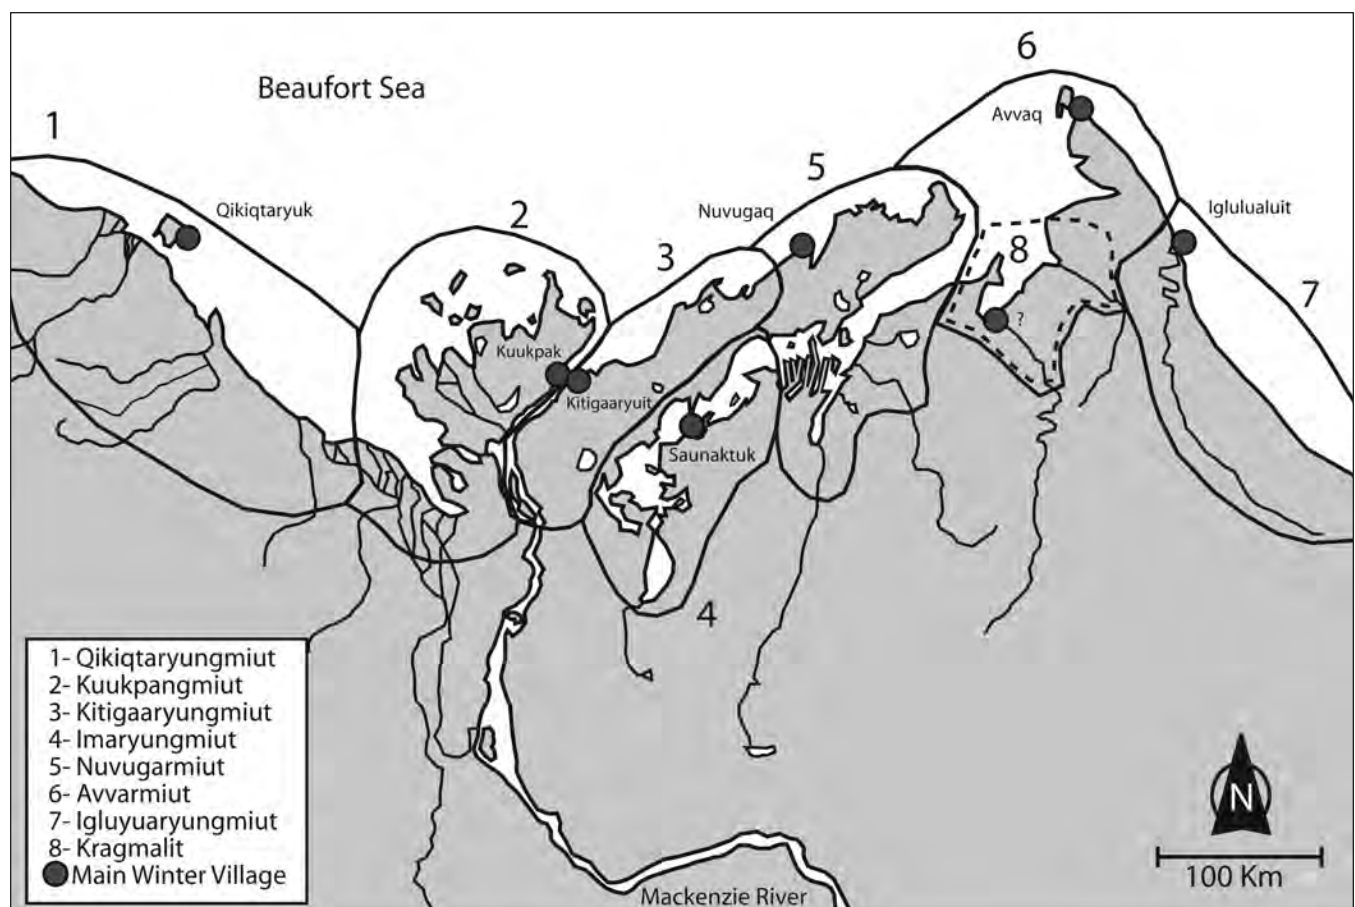 6
Beaufort Sea
Avvaq
1
5
Qikiqtaryuk
2
Nuvugaq
Iglulualuit
3
8
7
?
Kuukpak
Kitigaaryuit
Saunaktuk
4
1- Qikiqtaryungmiut
2- Kuukpangmiut
3- Kitigaaryungmiut
4- Imaryungmiut
5- Nuvugarmiut
6- Avvarmiut
7- Igluyuaryungmiut
8- Kragmalit
Main Winter Village
N
100 Km
Mackenzie River